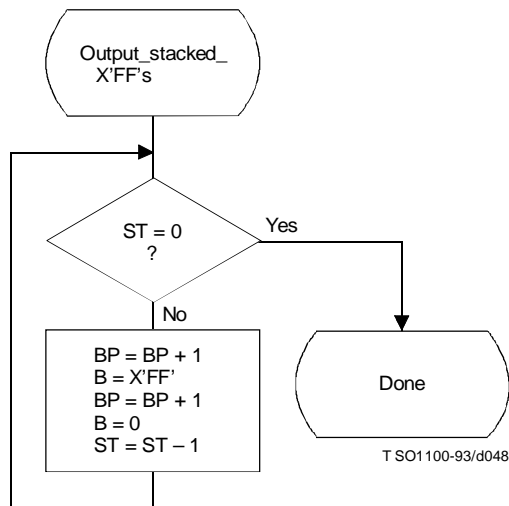 Output_stacked_
X'FF's
ST = 0
?
Yes
No
BP = BP + 1
B = X'FF'
BP = BP + 1
B = 0
ST = ST – 1
Done
T SO1100-93/d048